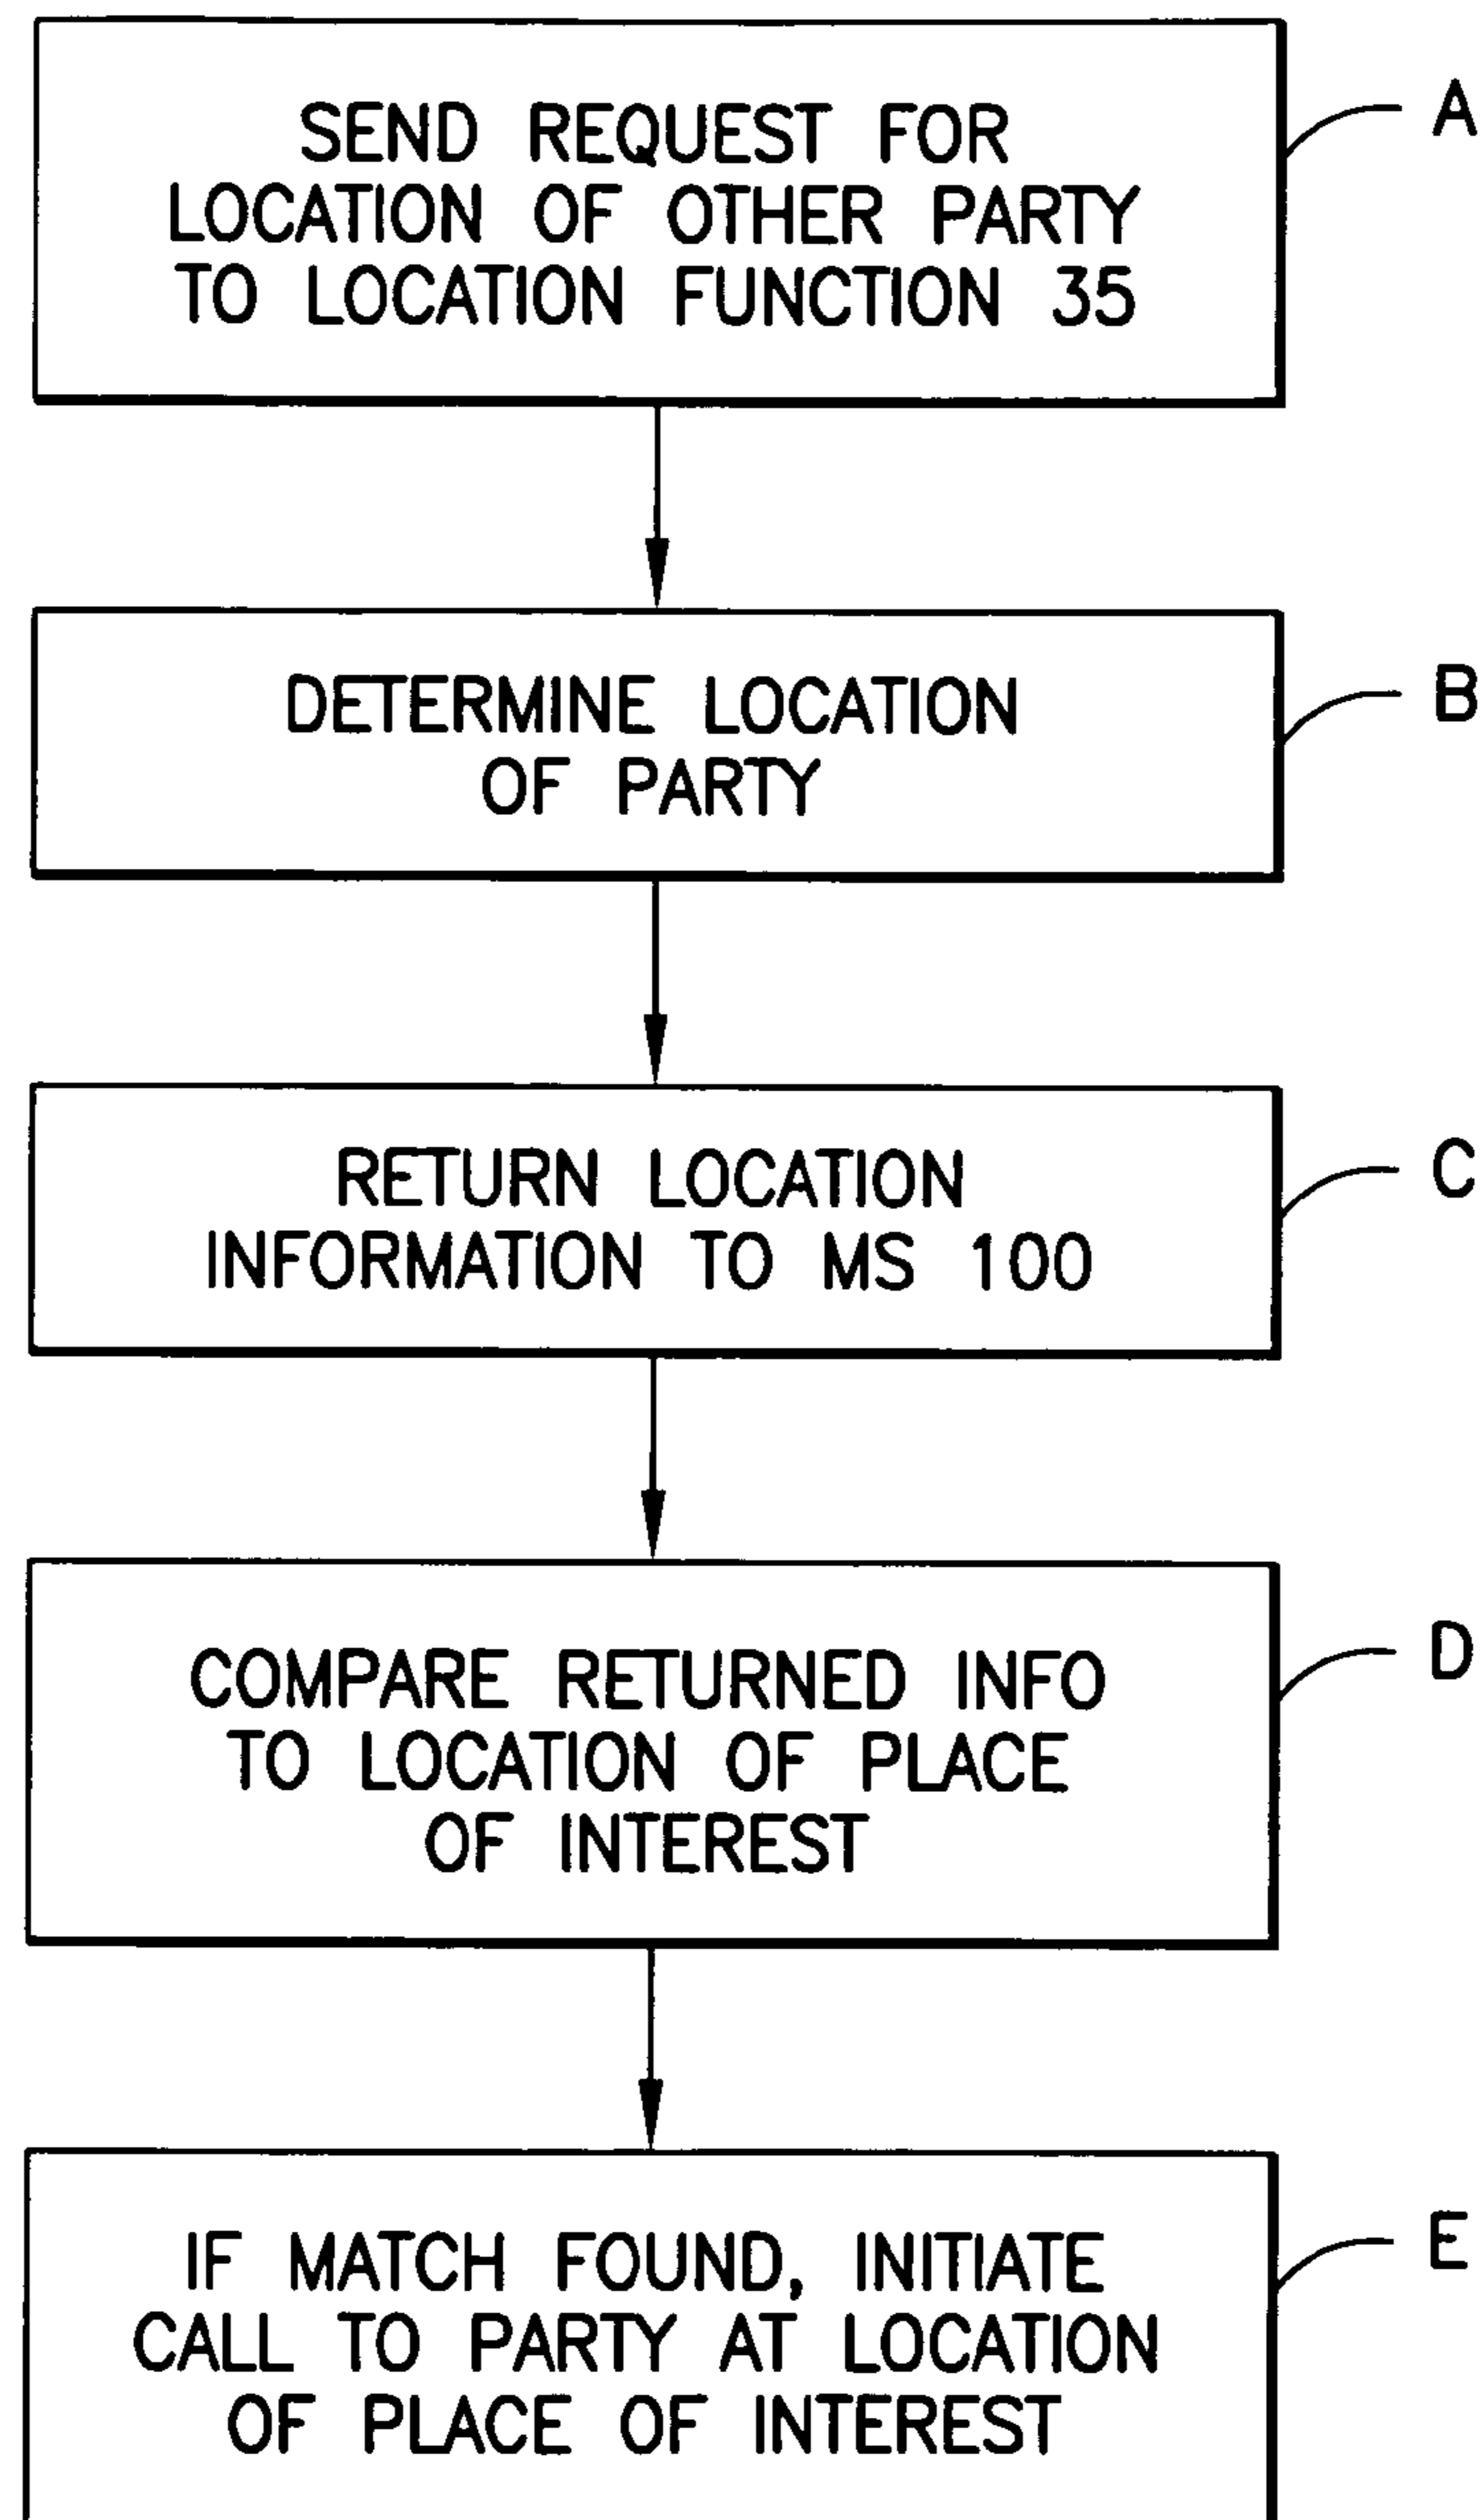 SEND REQUEST FOR
LOCATION OF OTHER PARTY
TO LOCATION FUNCTION 35
A
DETERMINE LOCATION
OF PARTY
B
RETURN LOCATION
INFORMATION TO MS 100
C
COMPARE RETURNED INFO
TO LOCATION OF PLACE
OF INTEREST
D
IF MATCH FOUND, INITIATE
CALL TO PARTY AT LOCATION
OF PLACE OF INTEREST
E